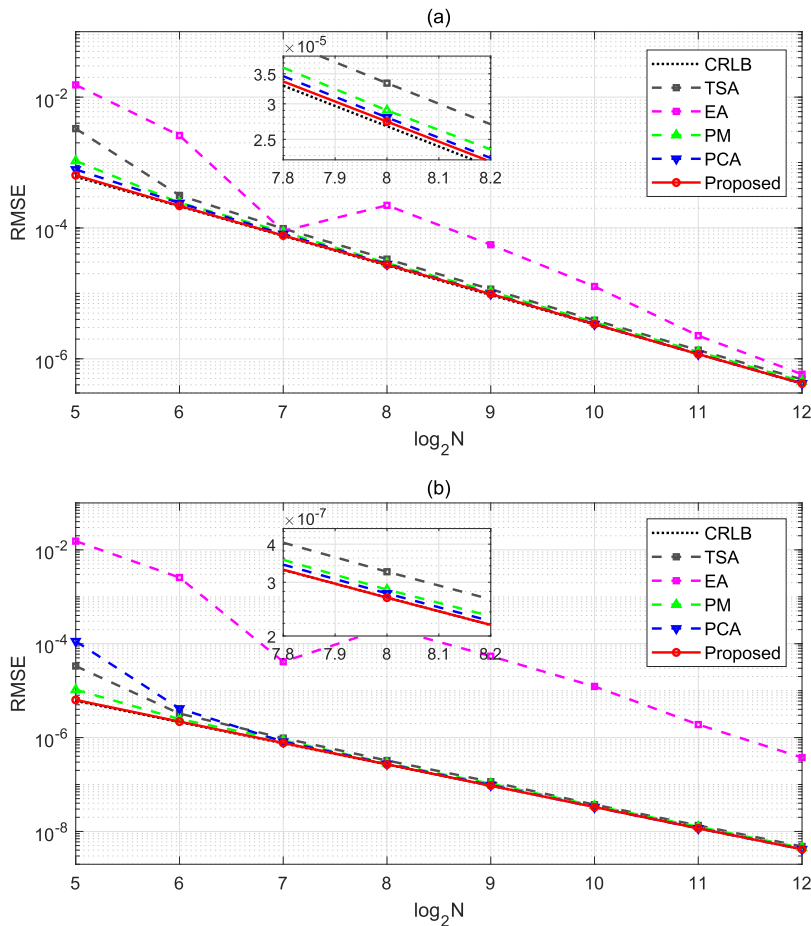 (a)
×10⁻⁵
3.5
3
2.5
7.8
7.9
8
8.1
8.2
CRLB
TSA
EA
PM
PCA
Proposed
10⁻²
10⁻⁴
10⁻⁶
RMSE
5
6
7
8
9
10
11
12
log₂N
(b)
×10⁻⁷
4
3
2
7.8
7.9
8
8.1
8.2
CRLB
TSA
EA
PM
PCA
Proposed
10⁻²
10⁻⁴
10⁻⁶
10⁻⁸
RMSE
5
6
7
8
9
10
11
12
log₂N